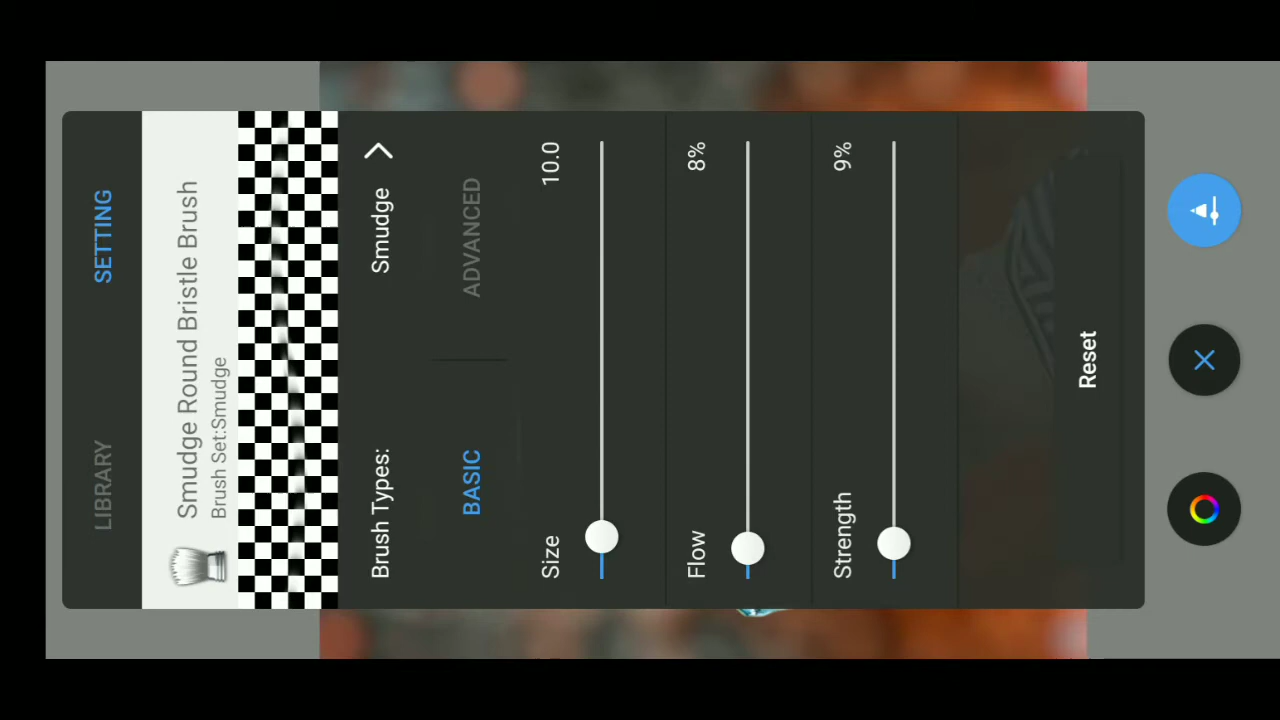 LIBRARY SETTING
Smudge Round Bristle Brush
Brush Set:Smudge
Brush Types: Smudge
BASIC ADVANCED
Size 10.0
Flow 8%
Strength 9%
Reset